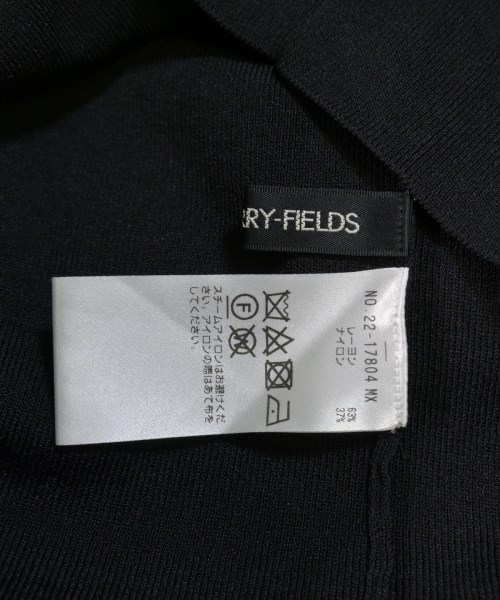 RRY-FIELDS
NO.22-17804 MX
レーヨン 63%
ナイロン 37%
F
W
スチームアイロンはお避けくだ
さい。アイロンの際はあて布を
してください。